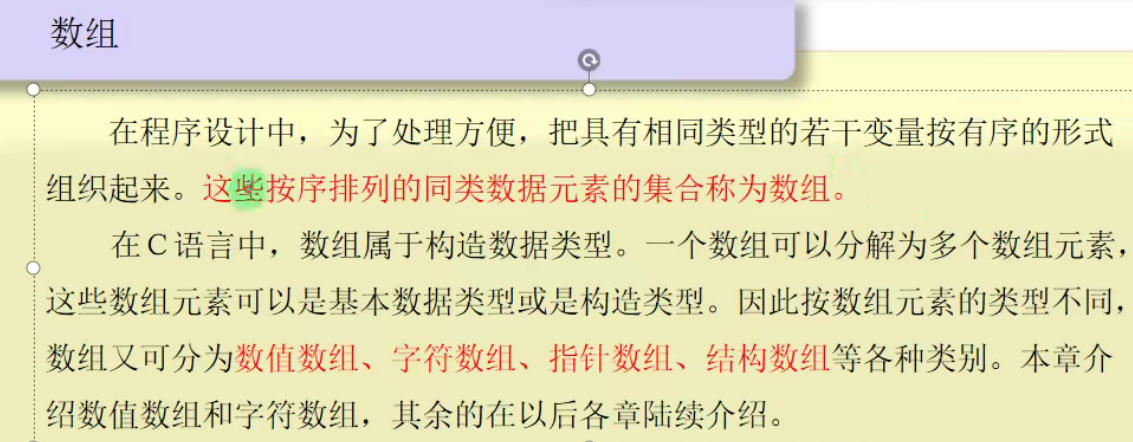 数组
在程序设计中，为了处理方便，把具有相同类型的若干变量按有序的形式
组织起来。这些按序排列的同类数据元素的集合称为数组。
在Ｃ语言中，数组属于构造数据类型。一个数组可以分解为多个数组元素，
这些数组元素可以是基本数据类型或是构造类型。因此按数组元素的类型不同，
数组又可分为数值数组、字符数组、指针数组、结构数组等各种类别。本章介
绍数值数组和字符数组，其余的在以后各章陆续介绍。